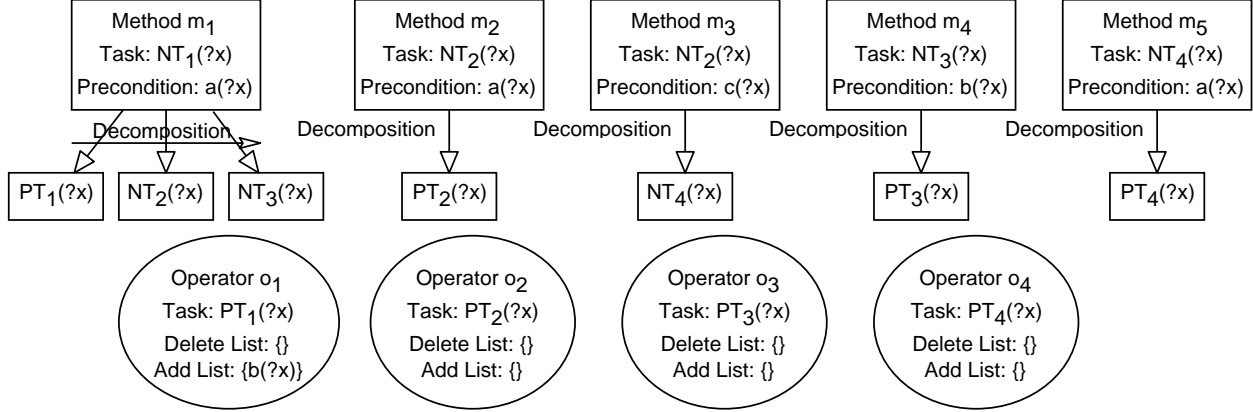 Method m₁
Task: NT₁(?x)
Precondition: a(?x)
Method m₂
Task: NT₂(?x)
Precondition: a(?x)
Method m₃
Task: NT₂(?x)
Precondition: c(?x)
Method m₄
Task: NT₃(?x)
Precondition: b(?x)
Method m₅
Task: NT₄(?x)
Precondition: a(?x)
Decomposition
Decomposition
Decomposition
Decomposition
Decomposition
PT₁(?x)
NT₂(?x)
NT₃(?x)
PT₂(?x)
NT₄(?x)
PT₃(?x)
PT₄(?x)
Operator o₁
Task: PT₁(?x)
Delete List: {}
Add List: {b(?x)}
Operator o₂
Task: PT₂(?x)
Delete List: {}
Add List: {}
Operator o₃
Task: PT₃(?x)
Delete List: {}
Add List: {}
Operator o₄
Task: PT₄(?x)
Delete List: {}
Add List: {}